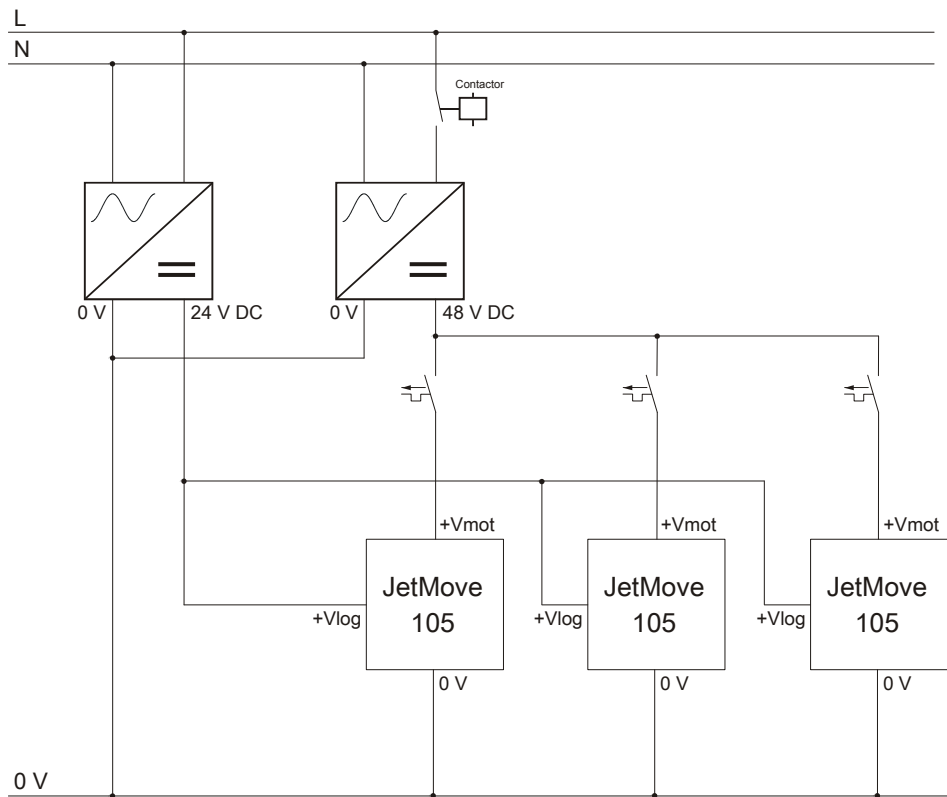 L
N
Contactor
0 V
24 V DC
0 V
48 V DC
+Vmot
+Vmot
+Vmot
JetMove
105
JetMove
105
JetMove
105
+Vlog
+Vlog
+Vlog
0 V
0 V
0 V
0 V